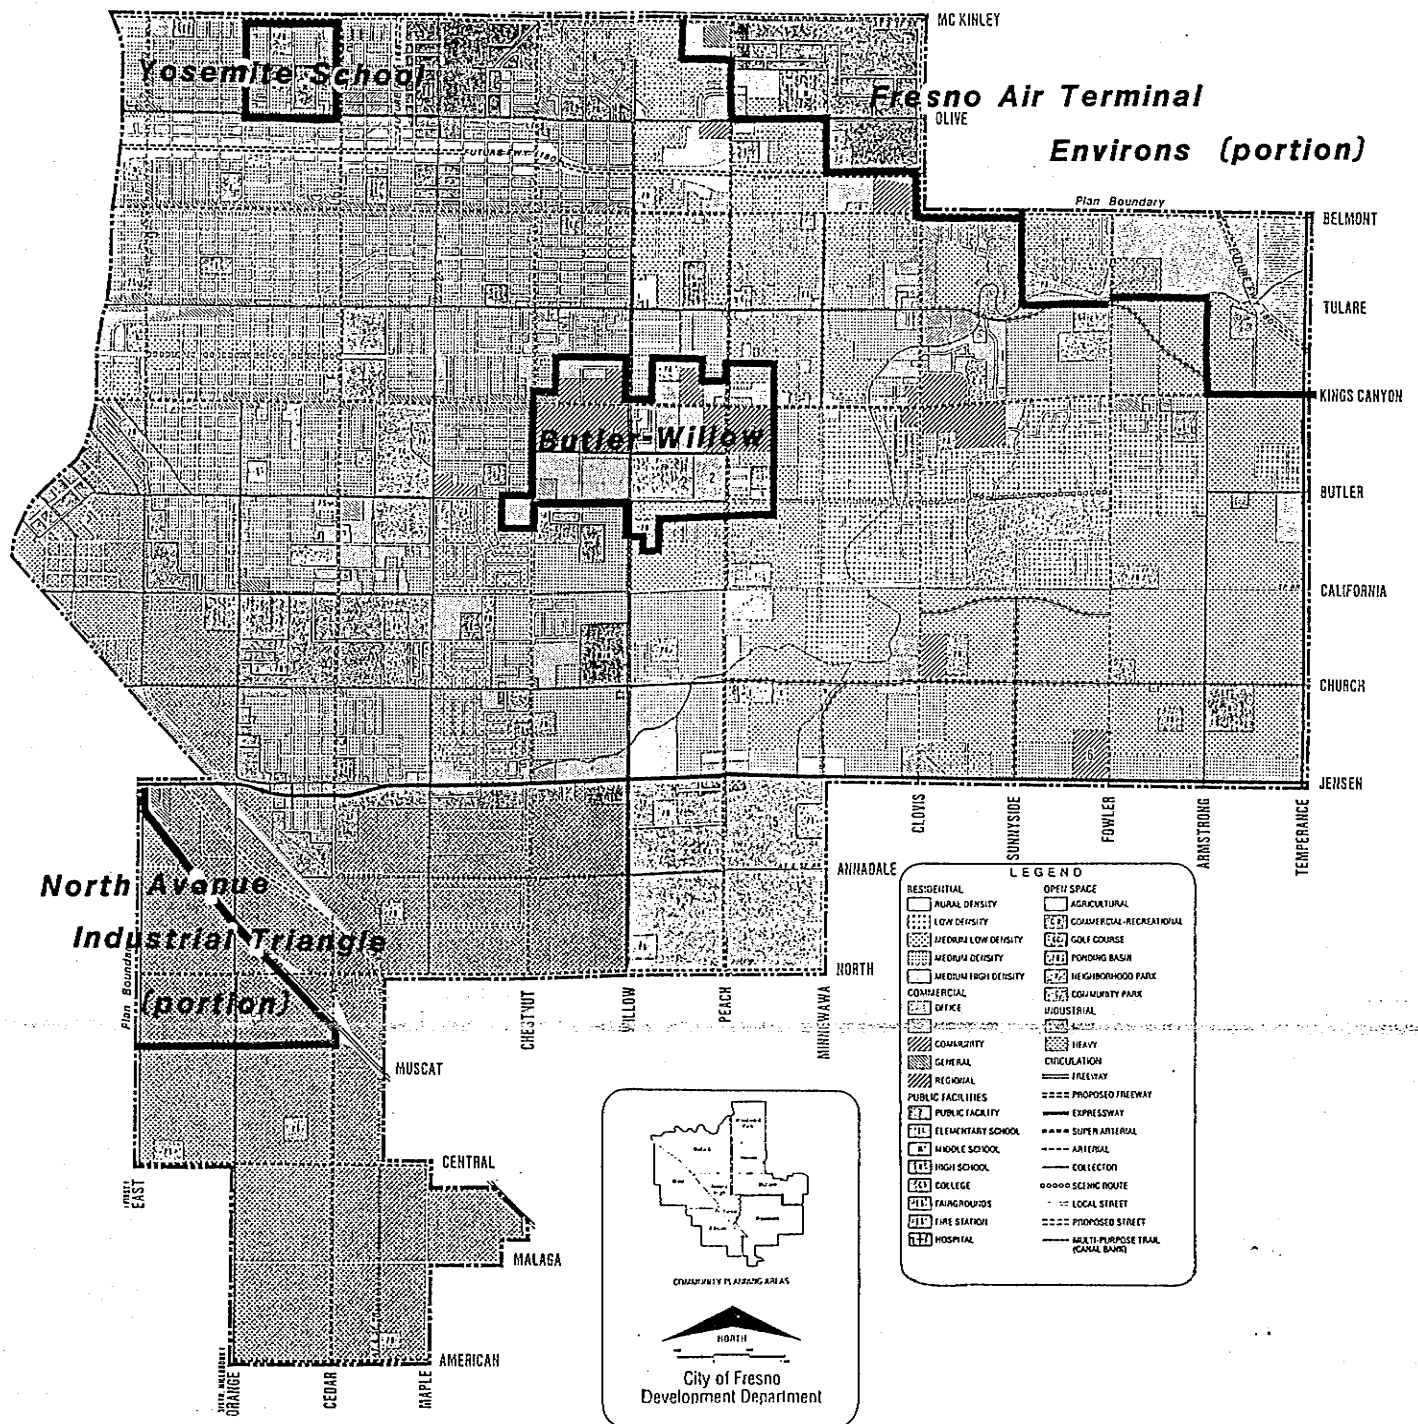 MC KINLEY
Yosemite School
Fresno Air Terminal
OLIVE
Environs (portion)
FUTURE FWY 180
Plan Boundary
BELMONT
TULARE
KINGS CANYON
Butler-Willow
BUTLER
CALIFORNIA
CHURCH
JENSEN
CLOVIS
SUNNYSIDE
FOWLER
ARMSTRONG
TEMPERANCE
ANNADALE
North Avenue
Industrial Triangle
(portion)
Plan Boundary
NORTH
CHESTNUT
WILLOW
PEACH
MINNEWAWA
MUSCAT
CENTRAL
EAST
MALAGA
AMERICAN
ORANGE
CEDAR
MAPLE
LEGEND
RESIDENTIAL
RURAL DENSITY
LOW DENSITY
MEDIUM LOW DENSITY
MEDIUM DENSITY
MEDIUM HIGH DENSITY
COMMERCIAL
OFFICE
COMMUNITY
GENERAL
REGIONAL
PUBLIC FACILITIES
PUBLIC FACILITY
ELEMENTARY SCHOOL
MIDDLE SCHOOL
HIGH SCHOOL
COLLEGE
FAIRGROUNDS
FIRE STATION
HOSPITAL
OPEN SPACE
AGRICULTURAL
COMMERCIAL-RECREATIONAL
GOLF COURSE
PONDING BASIN
NEIGHBORHOOD PARK
COMMUNITY PARK
INDUSTRIAL
HEAVY
CIRCULATION
FREEWAY
PROPOSED FREEWAY
EXPRESSWAY
SUPER ARTERIAL
ARTERIAL
COLLECTOR
SCENIC ROUTE
LOCAL STREET
PROPOSED STREET
MULTI-PURPOSE TRAIL
(CANAL BANK)
COMMUNITY PLANNING AREAS
NORTH
City of Fresno
Development Department